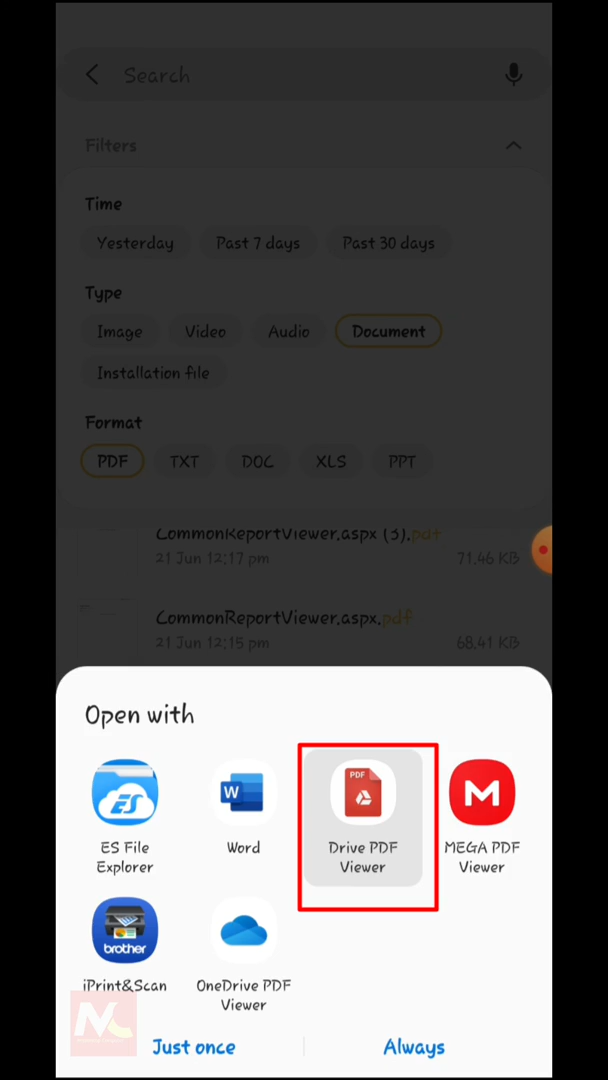 Search
Filters
Time
Yesterday Past 7 days Past 30 days
Type
Image Video Audio Document
Installation file
Format
PDF TXT DOC XLS PPT
CommonReportViewer.aspx (3).pdf
21 Jun 12:17 pm 71.46 KB
CommonReportViewer.aspx.pdf
21 Jun 12:15 pm 68.41 KB
Open with
ES
W
PDF
M
ES File
Explorer
Word
Drive PDF
Viewer
MEGA PDF
Viewer
brother
iPrint&Scan
OneDrive PDF
Viewer
Just once Always